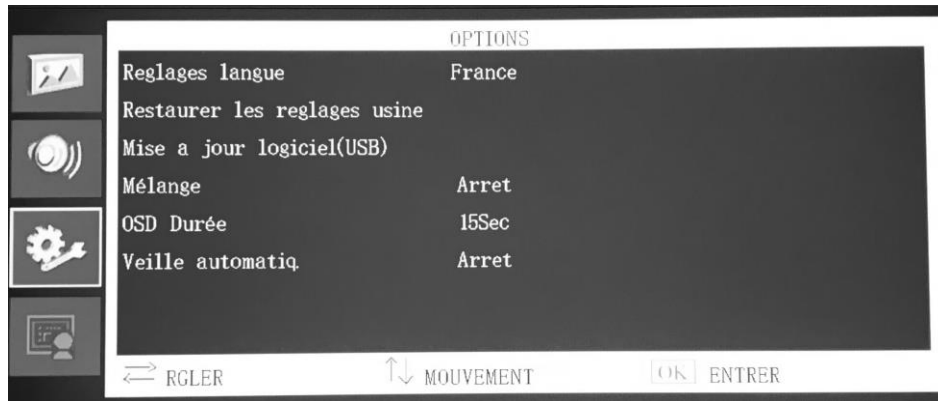 OPTIONS
Reglages langue France
Restaurer les reglages usine
Mise a jour logiciel(USB)
Mélange Arret
OSD Durée 15Sec
Veille automatiq. Arret
RGLER MOUVEMENT OK ENTRER